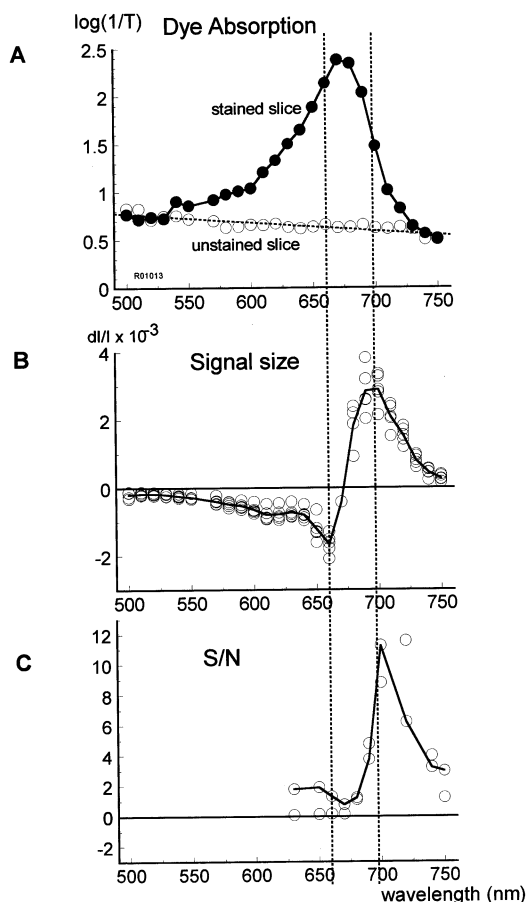 log(1/T)
Dye Absorption
A
2.5
2
1.5
1
0.5
0
stained slice
unstained slice
R01013
500 550 600 650 700 750
dI/I x 10-3
B
Signal size
4
2
0
-2
500 550 600 650 700 750
C
S/N
12
10
8
6
4
2
0
-2
500 550 600 650 700 750
wavelength (nm)